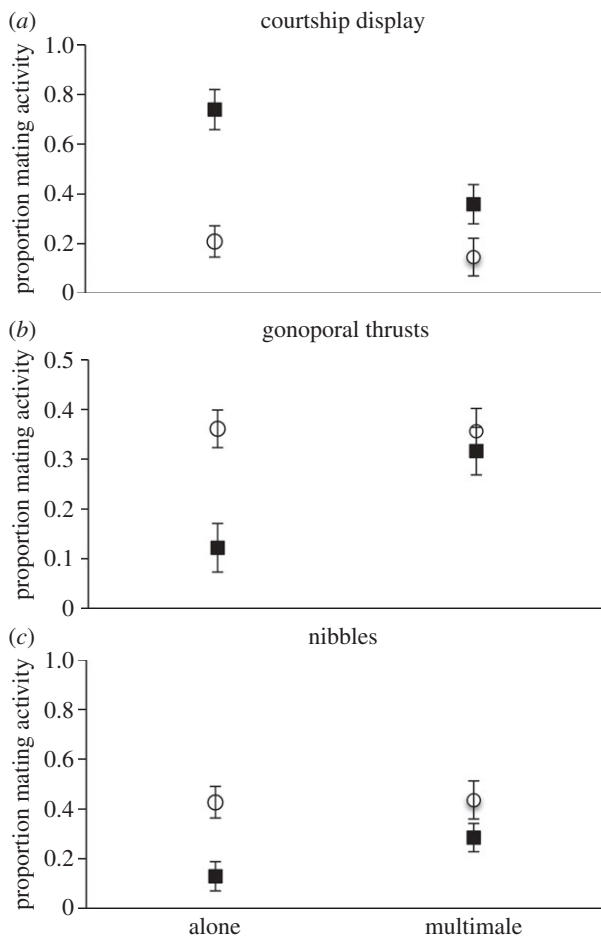 (a) courtship display
1.0
0.8
0.6
0.4
0.2
0
proportion mating activity
(b) gonoporal thrusts
0.5
0.4
0.3
0.2
0.1
0
proportion mating activity
(c) nibbles
1.0
0.8
0.6
0.4
0.2
0
proportion mating activity
alone multimale